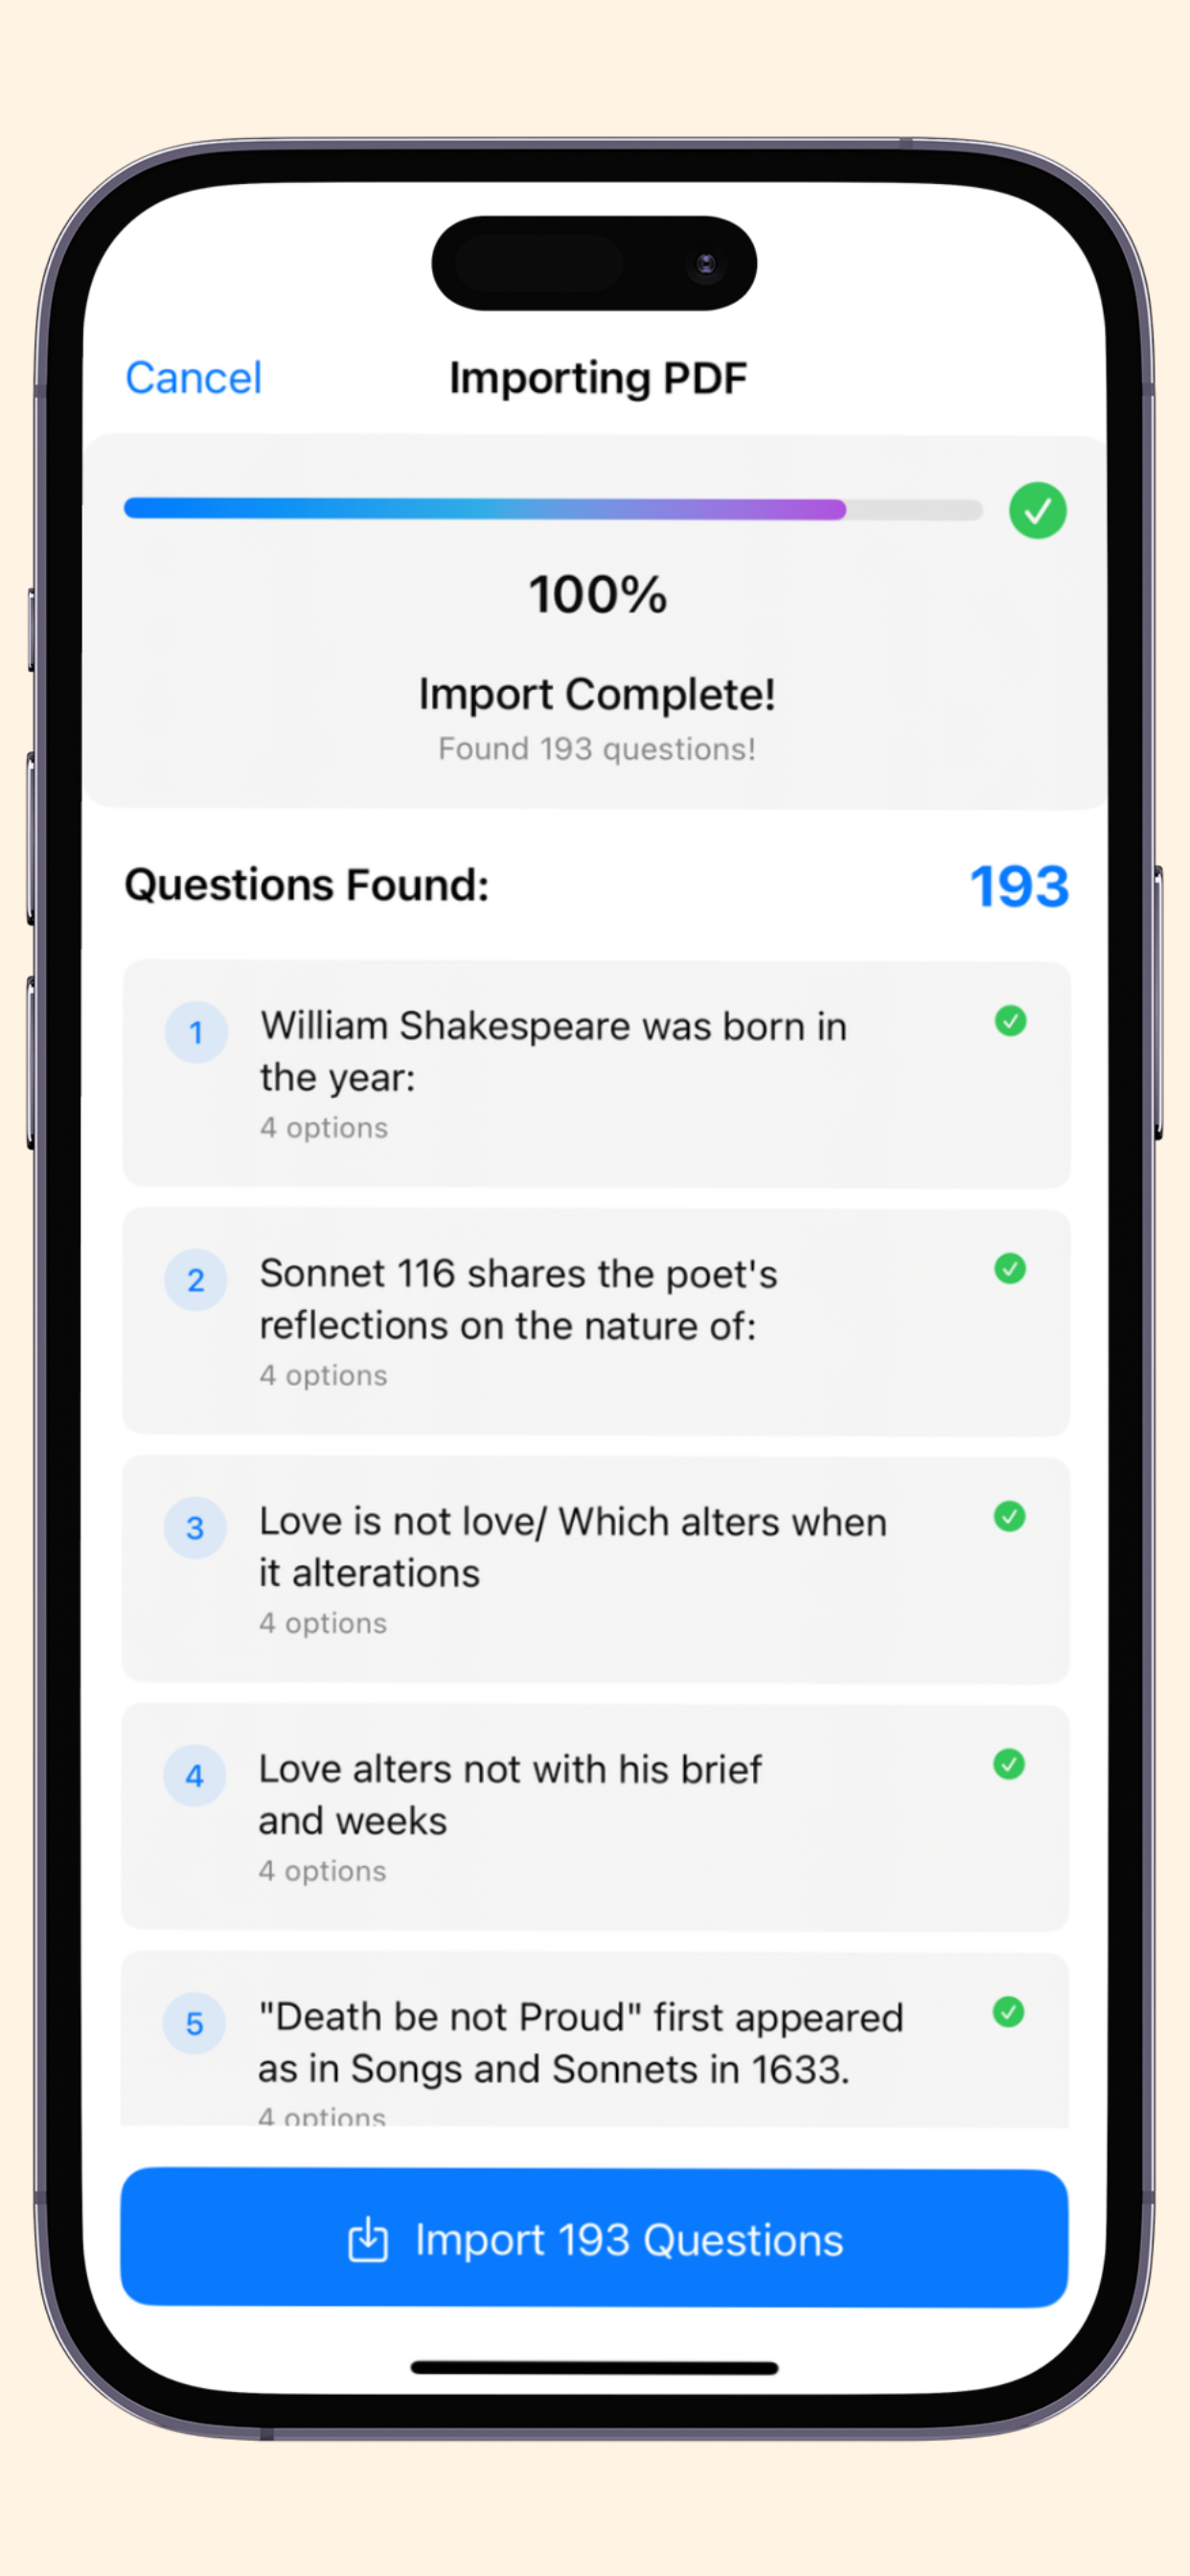 Cancel
Importing PDF
100%
Import Complete!
Found 193 questions!
Questions Found:
193
1
William Shakespeare was born in
the year:
4 options
2
Sonnet 116 shares the poet's
reflections on the nature of:
4 options
3
Love is not love/ Which alters when
it alterations
4 options
4
Love alters not with his brief
and weeks
4 options
5
"Death be not Proud" first appeared
as in Songs and Sonnets in 1633.
4 options
Import 193 Questions